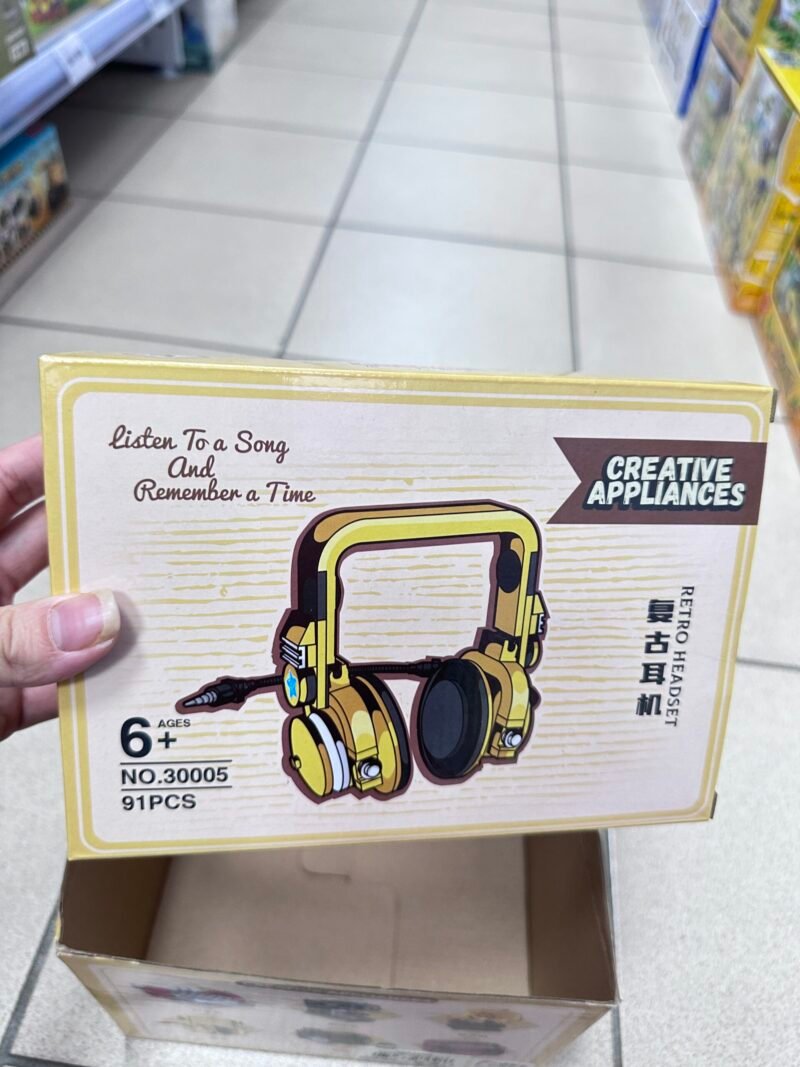 Listen To a Song
And
Remember a Time
CREATIVE
APPLIANCES
RETRO HEADSET
复古耳机
6+
AGES
NO.30005
91PCS